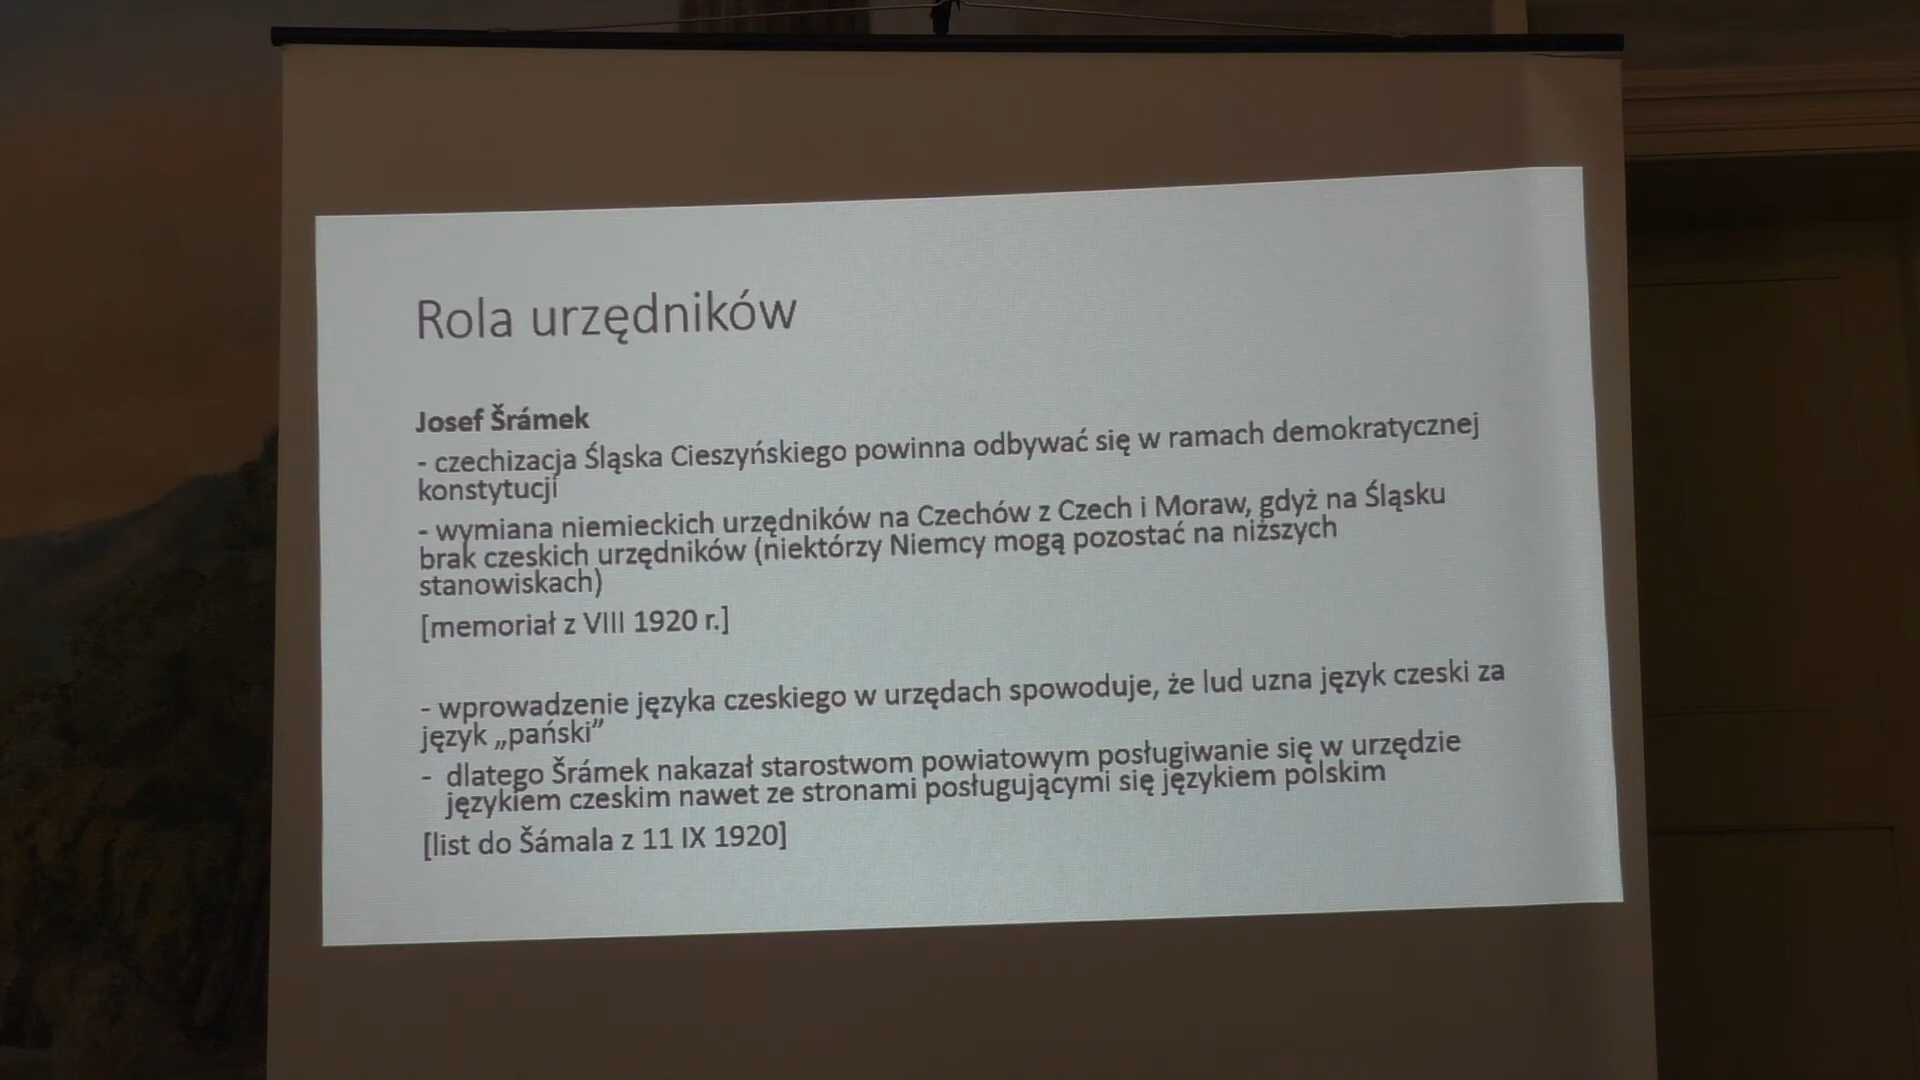 Rola urzędników
Josef Šrámek
- czechizacja Śląska Cieszyńskiego powinna odbywać się w ramach demokratycznej
konstytucji
- wymiana niemieckich urzędników na Czechów z Czech i Moraw, gdyż na Śląsku
brak czeskich urzędników (niektórzy Niemcy mogą pozostać na niższych
stanowiskach)
[memoriał z VIII 1920 r.]
- wprowadzenie języka czeskiego w urzędach spowoduje, że lud uzna język czeski za
język „pański”
- dlatego Šrámek nakazał starostwom powiatowym posługiwanie się w urzędzie
językiem czeskim nawet ze stronami posługującymi się językiem polskim
[list do Šámala z 11 IX 1920]